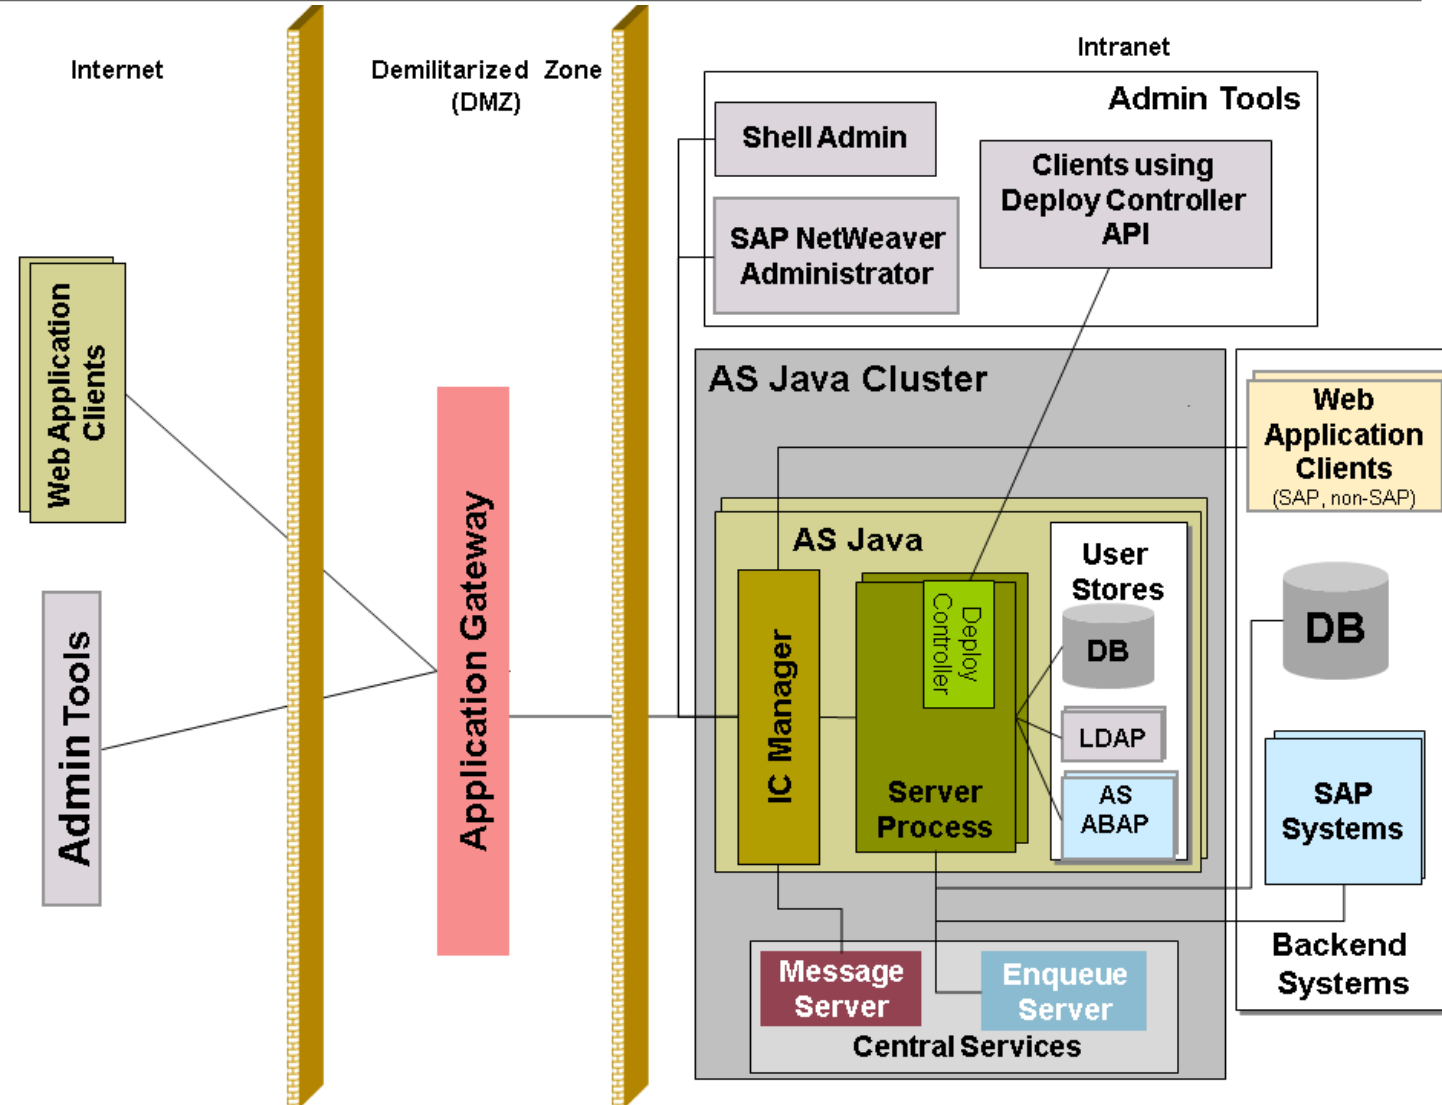 Internet
Demilitarized Zone
(DMZ)
Intranet
Admin Tools
Shell Admin
SAP NetWeaver
Administrator
Clients using
Deploy Controller
API
Web Application
Clients
Admin Tools
Application Gateway
AS Java Cluster
AS Java
IC Manager
Deploy
Controller
Server
Process
User
Stores
DB
LDAP
AS
ABAP
Message
Server
Enqueue
Server
Central Services
Web
Application
Clients
(SAP, non-SAP)
DB
SAP
Systems
Backend
Systems